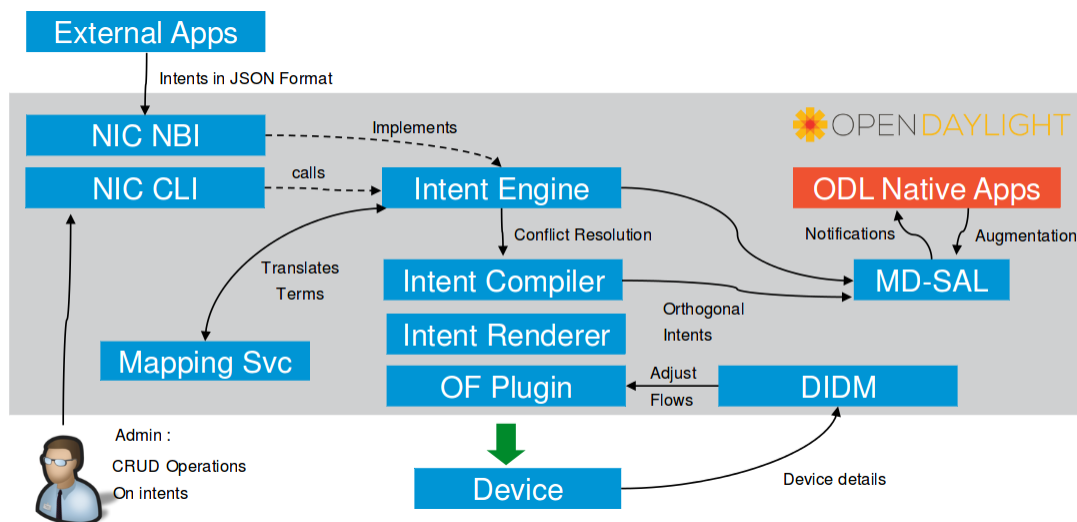 External Apps
Intents in JSON Format
NIC NBI
Implements
OPENDAYLIGHT
NIC CLI
calls
Intent Engine
ODL Native Apps
Conflict Resolution
Notifications
Augmentation
Translates
Terms
Intent Compiler
MD-SAL
Orthogonal
Intents
Intent Renderer
Mapping Svc
OF Plugin
Adjust
Flows
DIDM
Admin :
CRUD Operations
On intents
Device
Device details